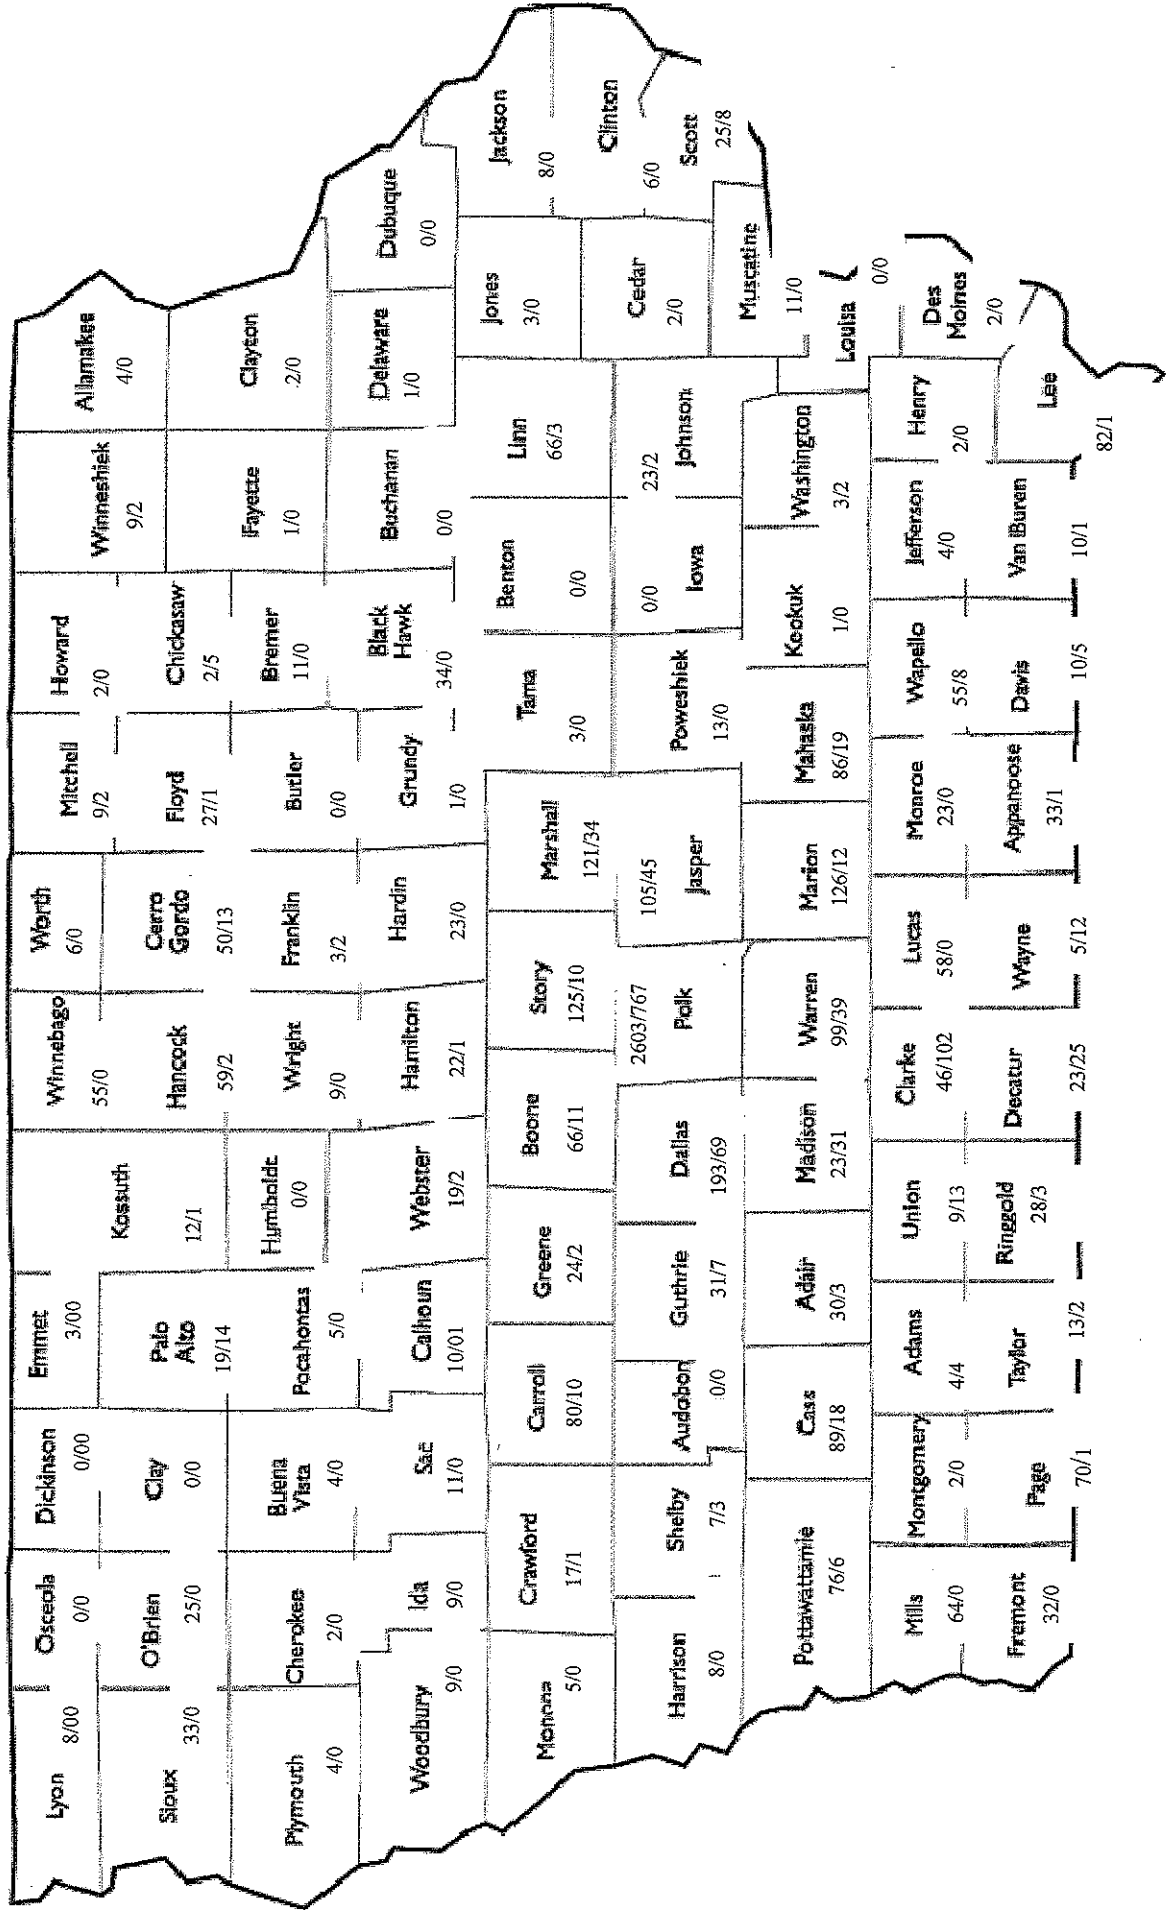 Lyon
8/00
Osceola
0/0
Dickinson
0/00
Emmet
3/00
Kossuth
12/1
Winnebago
55/0
Worth
6/0
Mitchell
9/2
Howard
2/0
Winneshiek
9/2
Allamakee
4/0
Sioux
33/0
O'Brien
25/0
Clay
0/0
Palo
Alto
19/14
Hancock
59/2
Cerro
Gordo
50/13
Floyd
27/1
Chickasaw
2/5
Fayette
1/0
Clayton
2/0
Plymouth
4/0
Cherokee
2/0
Buena
Vista
4/0
Pocahontas
5/0
Humboldt
0/0
Wright
9/0
Franklin
3/2
Butler
0/0
Bremer
11/0
Woodbury
9/0
Ida
9/0
Sac
11/0
Calhoun
10/01
Webster
19/2
Hamilton
22/1
Hardin
23/0
Grundy
1/0
Black
Hawk
34/0
Buchanan
0/0
Delaware
1/0
Dubuque
0/0
Monona
5/0
Crawford
17/1
Carroll
80/10
Greene
24/2
Boone
66/11
Story
125/10
Marshall
121/34
Tama
3/0
Benton
0/0
Linn
66/3
Jones
3/0
Jackson
8/0
Clinton
6/0
Harrison
8/0
Shelby
7/3
Audobon
0/0
Guthrie
31/7
Dallas
193/69
2603/767
Polk
105/45
Jasper
Poweshiek
13/0
0/0
Iowa
23/2
Johnson
Cedar
2/0
Scott
25/8
Muscatine
11/0
Pottawattamie
76/6
Cass
89/18
Adair
30/3
Madison
23/31
Warren
99/39
Marion
126/12
Mahaska
86/19
Keokuk
1/0
Washington
3/2
Louisa
0/0
Mills
64/0
Montgomery
2/0
Adams
4/4
Union
9/13
Clarke
46/102
Lucas
58/0
Monroe
23/0
Wapello
55/8
Jefferson
4/0
Henry
2/0
Des
Moines
2/0
Fremont
32/0
Page
70/1
Taylor
13/2
Ringgold
28/3
Decatur
23/25
Wayne
5/12
Appanoose
33/1
Davis
10/5
Van Buren
10/1
Lee
82/1